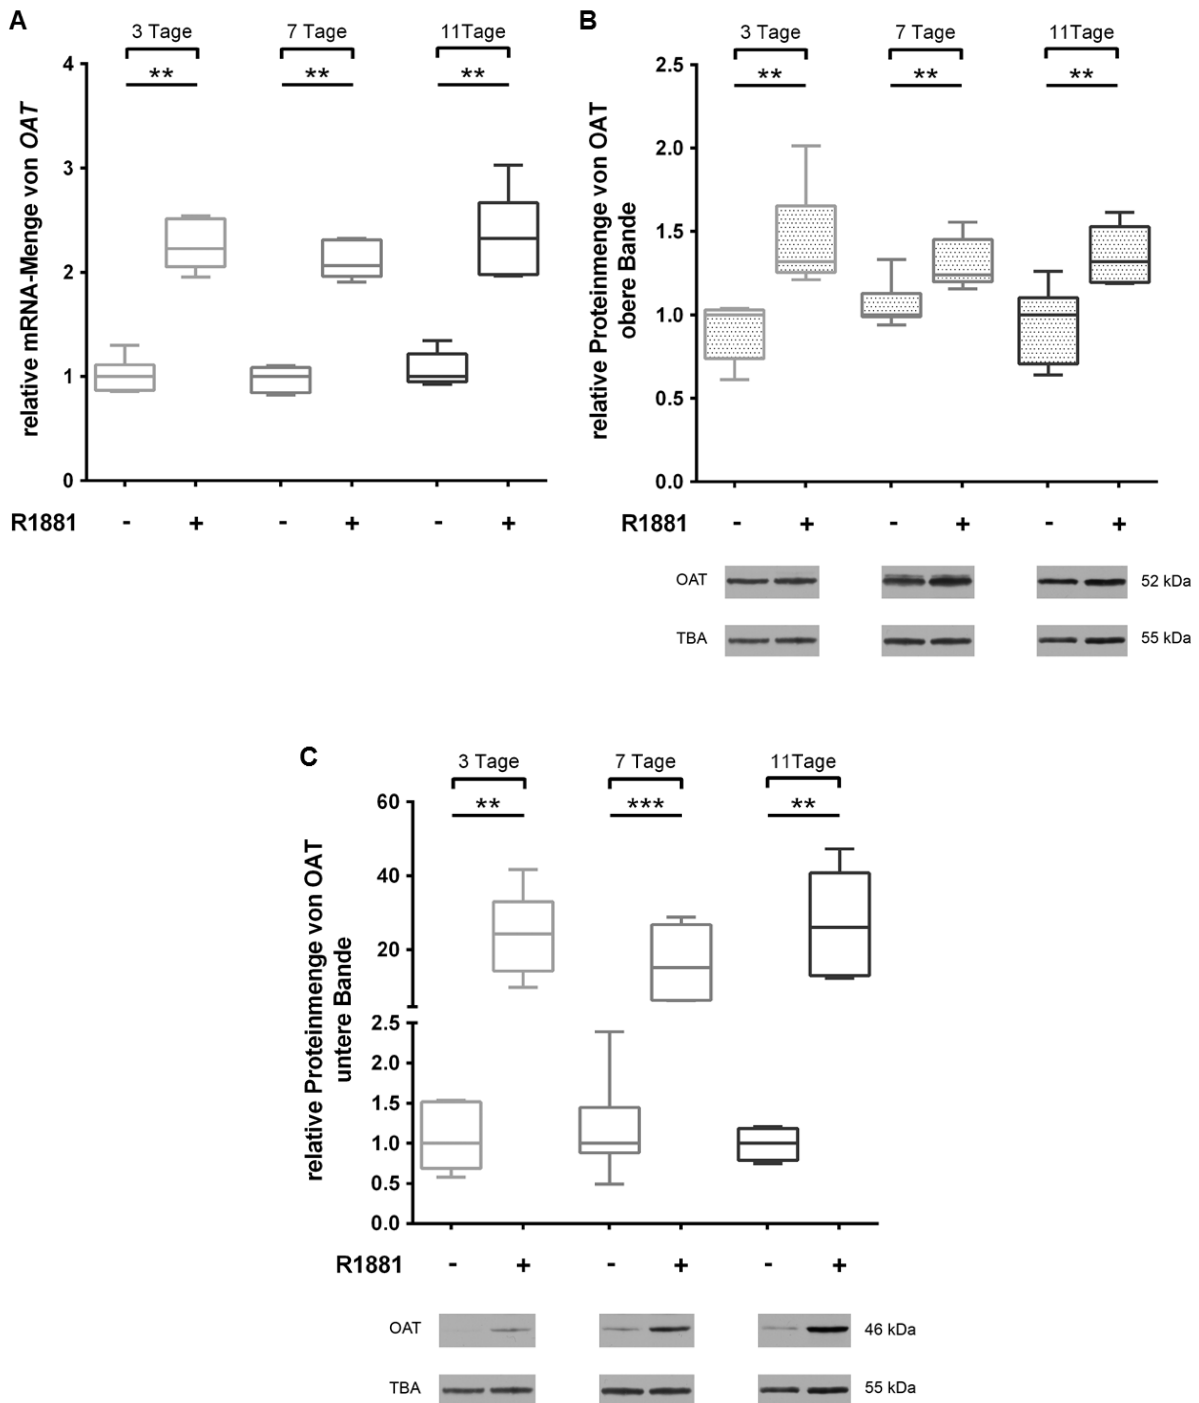 A
3 Tage 7 Tage 11Tage
** ** **
relative mRNA-Menge von OAT
4
3
2
1
0
R1881 - + - + - +
B
3 Tage 7 Tage 11Tage
** ** **
relative Proteinmenge von OAT
obere Bande
2.5
2.0
1.5
1.0
0.5
0.0
R1881 - + - + - +
OAT 52 kDa
TBA 55 kDa
C
3 Tage 7 Tage 11Tage
** *** **
relative Proteinmenge von OAT
untere Bande
60
40
20
2.5
2.0
1.5
1.0
0.5
0.0
R1881 - + - + - +
OAT 46 kDa
TBA 55 kDa